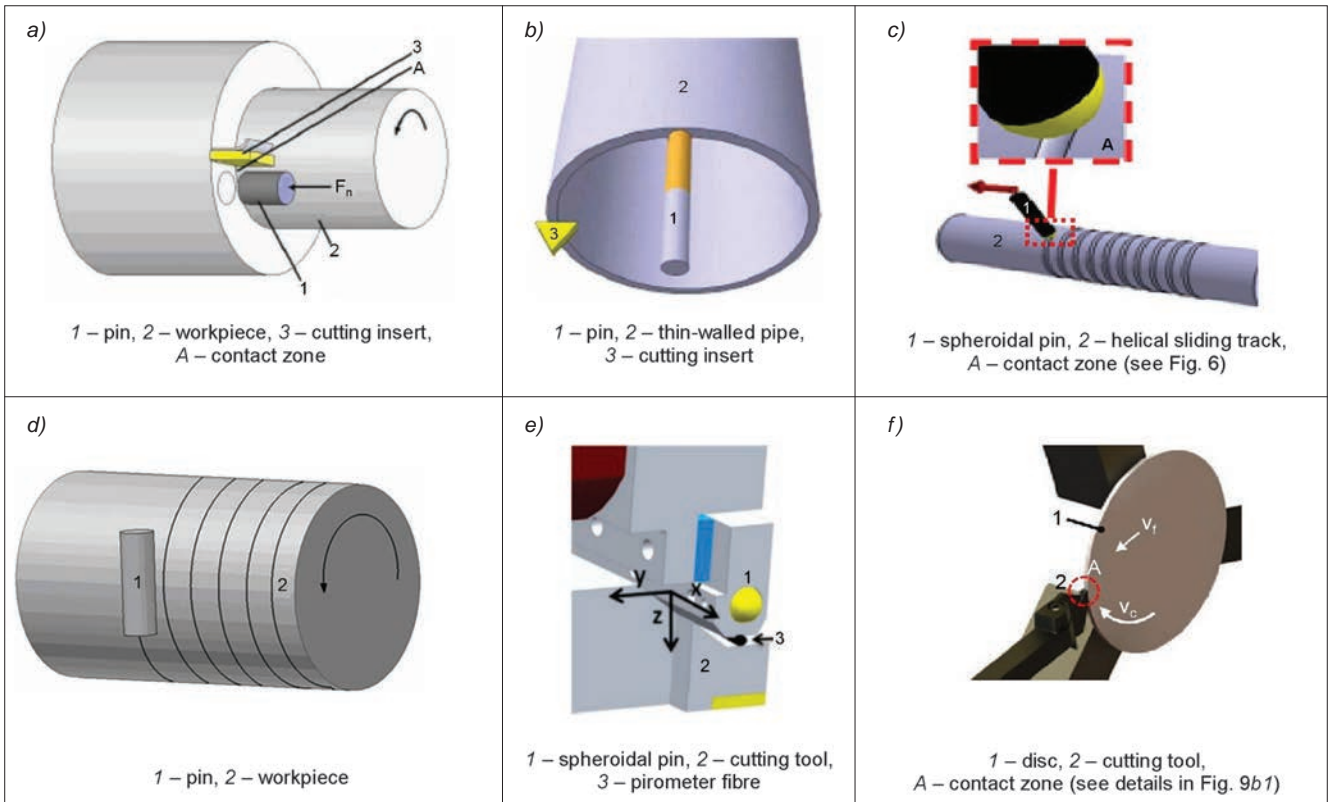 a)
3
A
Fn
2
1
1 – pin, 2 – workpiece, 3 – cutting insert,
A – contact zone
b)
2
1
3
1 – pin, 2 – thin-walled pipe,
3 – cutting insert
c)
A
1
2
1 – spheroidal pin, 2 – helical sliding track,
A – contact zone (see Fig. 6)
d)
1
2
1 – pin, 2 – workpiece
e)
1
y
x
z
3
2
1 – spheroidal pin, 2 – cutting tool,
3 – pirometer fibre
f)
1
vf
A
2
vc
1 – disc, 2 – cutting tool,
A – contact zone (see details in Fig. 9b1)